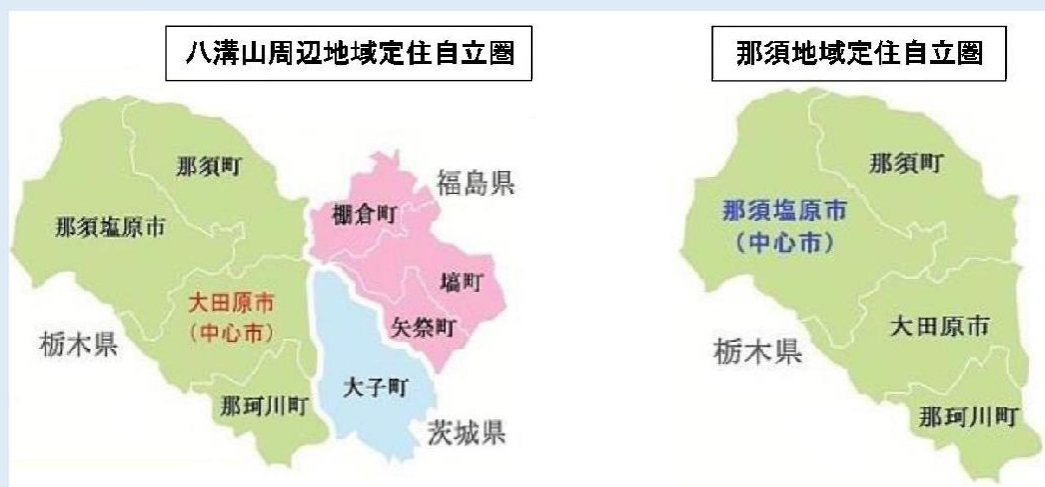 八溝山周辺地域定住自立圏
那須町
福島県
棚倉町
那須塩原市
塙町
大田原市
(中心市)
矢祭町
栃木県
大子町
那珂川町
茨城県
那須地域定住自立圏
那須町
那須塩原市
(中心市)
大田原市
栃木県
那珂川町